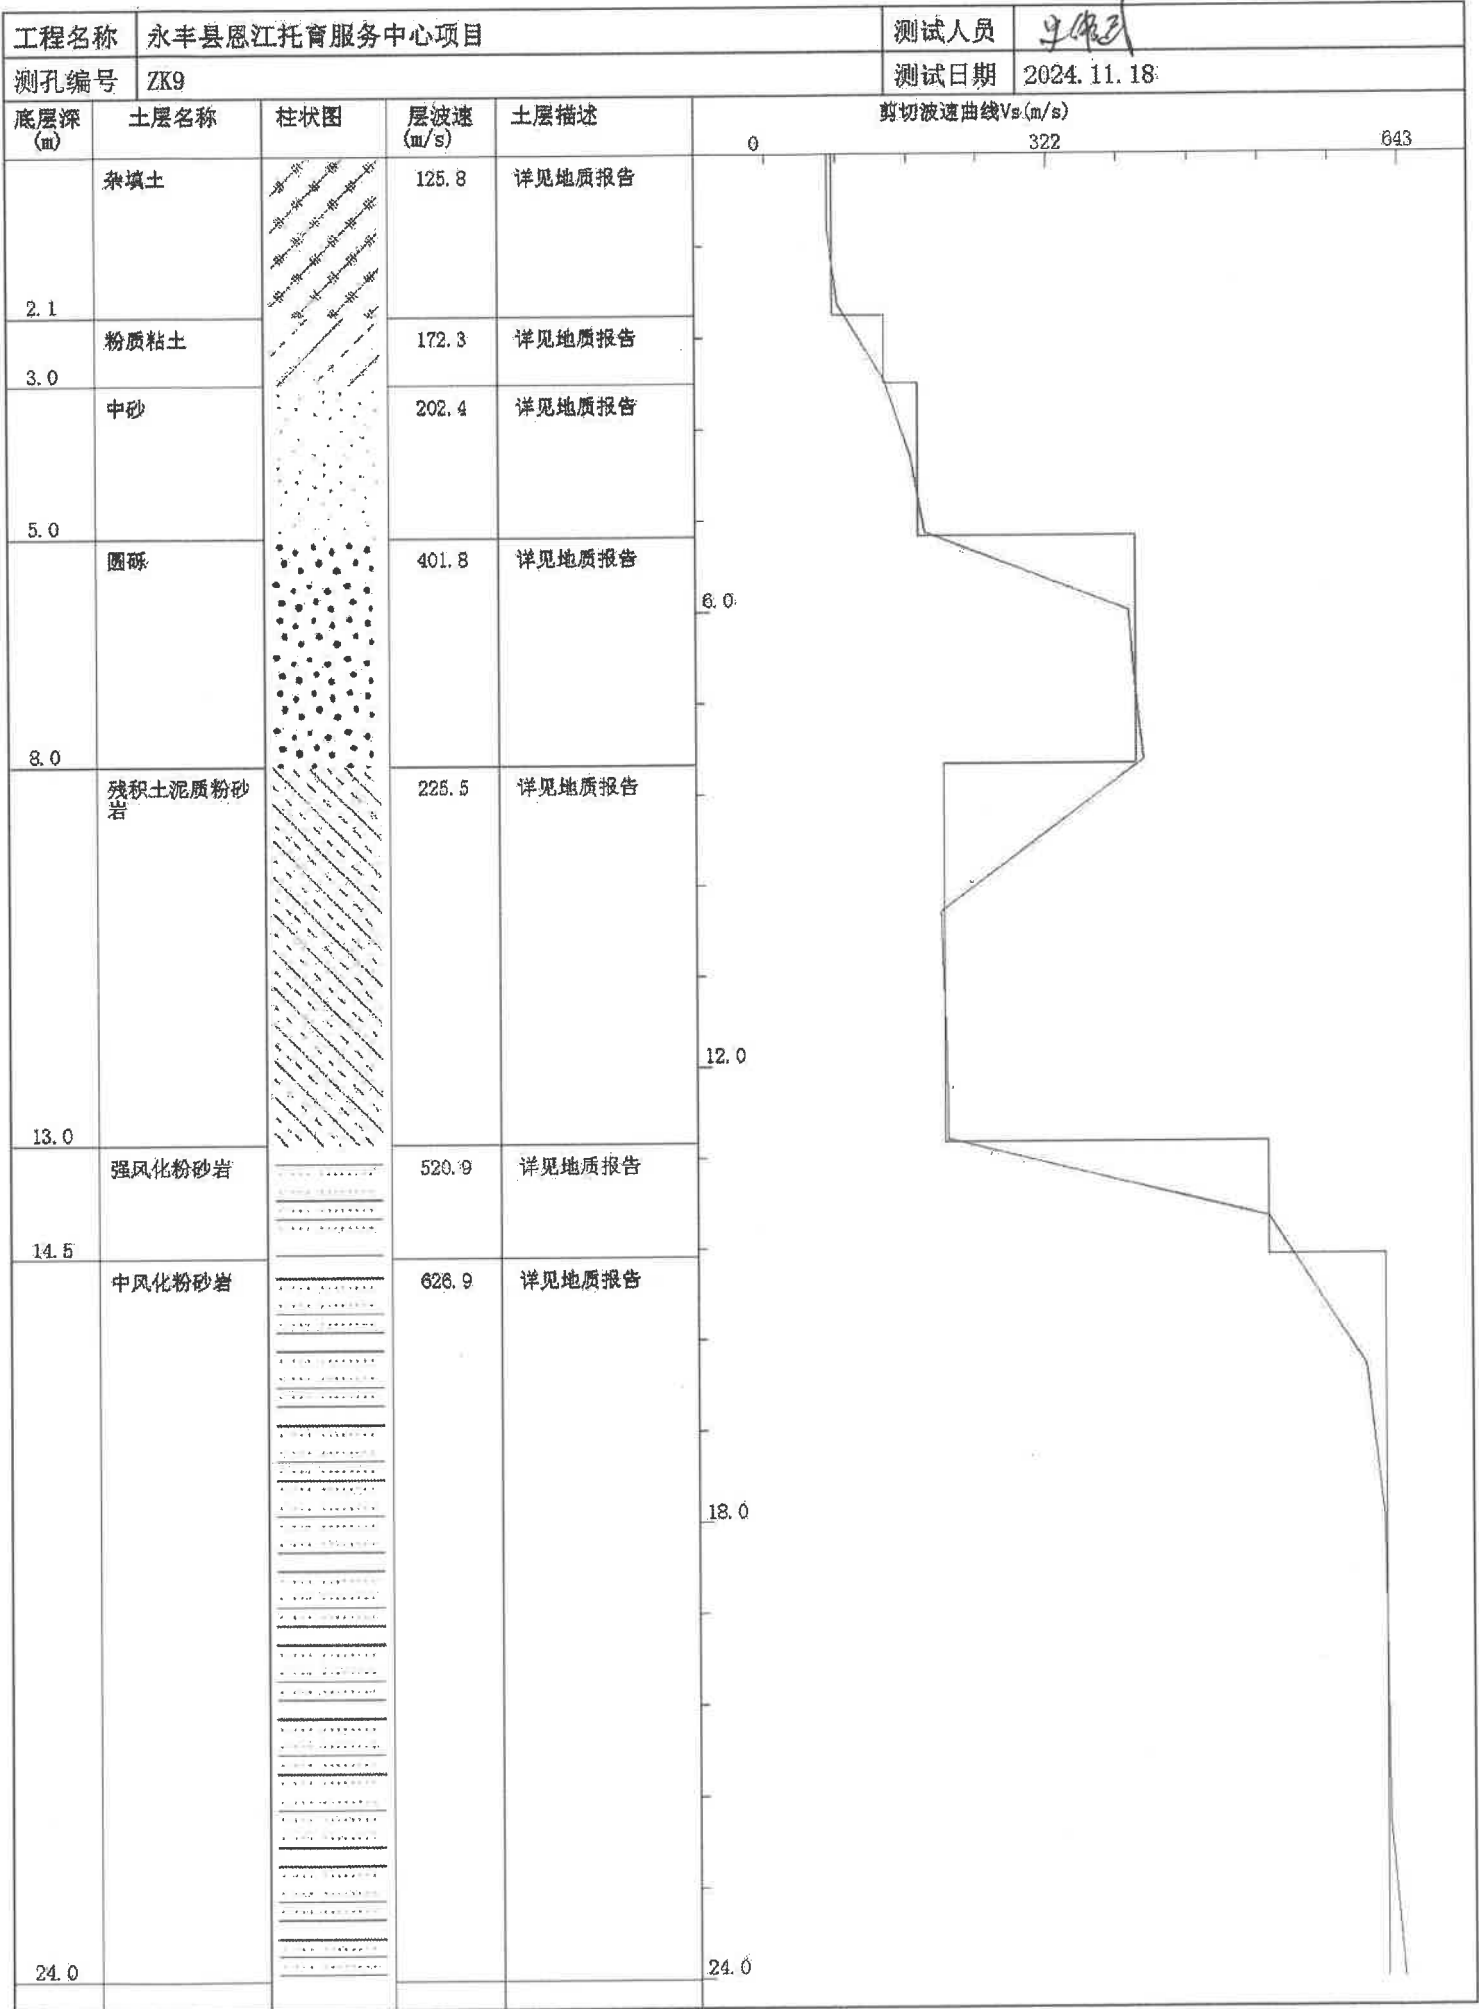 工程名称 永丰县恩江托育服务中心项目 测试人员
测孔编号 ZK9 测试日期 2024.11.18
底层深 土层名称 柱状图 层波速 土层描述 剪切波速曲线Vs(m/s)
(m) (m/s)
0 322 643
杂填土 125.8 详见地质报告
2.1
粉质粘土 172.3 详见地质报告
3.0
中砂 202.4 详见地质报告
5.0
圆砾 401.8 详见地质报告
6.0
8.0
残积土泥质粉砂 225.5 详见地质报告
岩
12.0
13.0
强风化粉砂岩 520.9 详见地质报告
14.5
中风化粉砂岩 626.9 详见地质报告
18.0
24.0 24.0